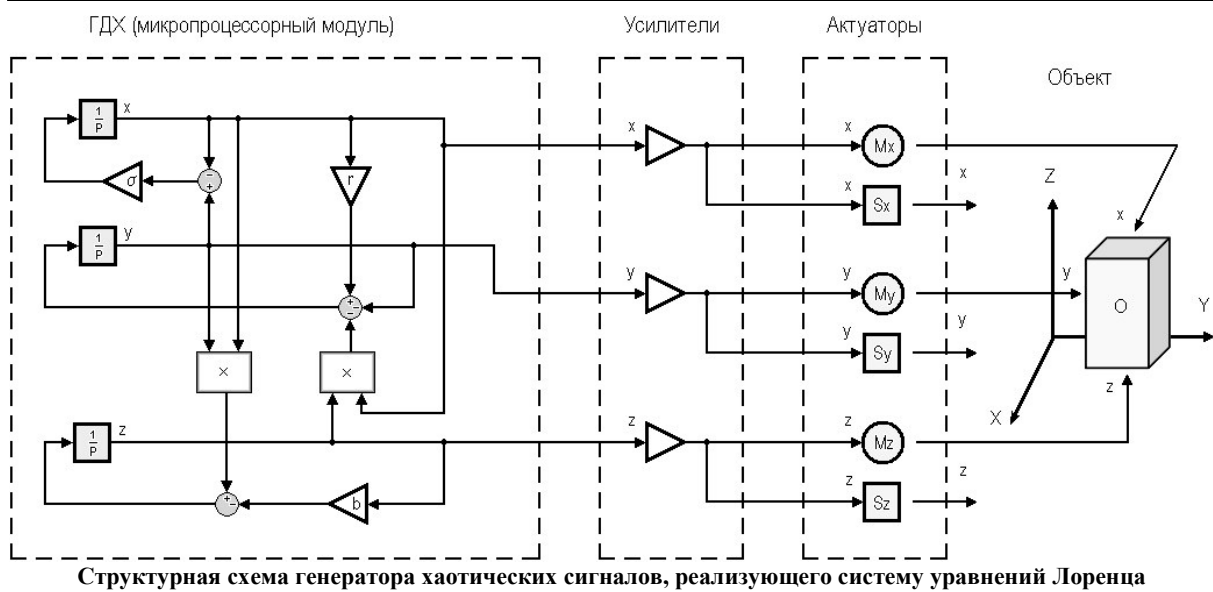 ГДХ (микропроцессорный модуль)
Усилители
Актуаторы
Объект
1/P x
σ
− +
r
1/P y
+ − −
×
×
1/P z
+ −
b
x
x
Mx
x
Sx
x
y
y
My
y
Sy
y
z
z
Mz
z
Sz
z
Z
x
y
O
Y
X
z
Структурная схема генератора хаотических сигналов, реализующего систему уравнений Лоренца